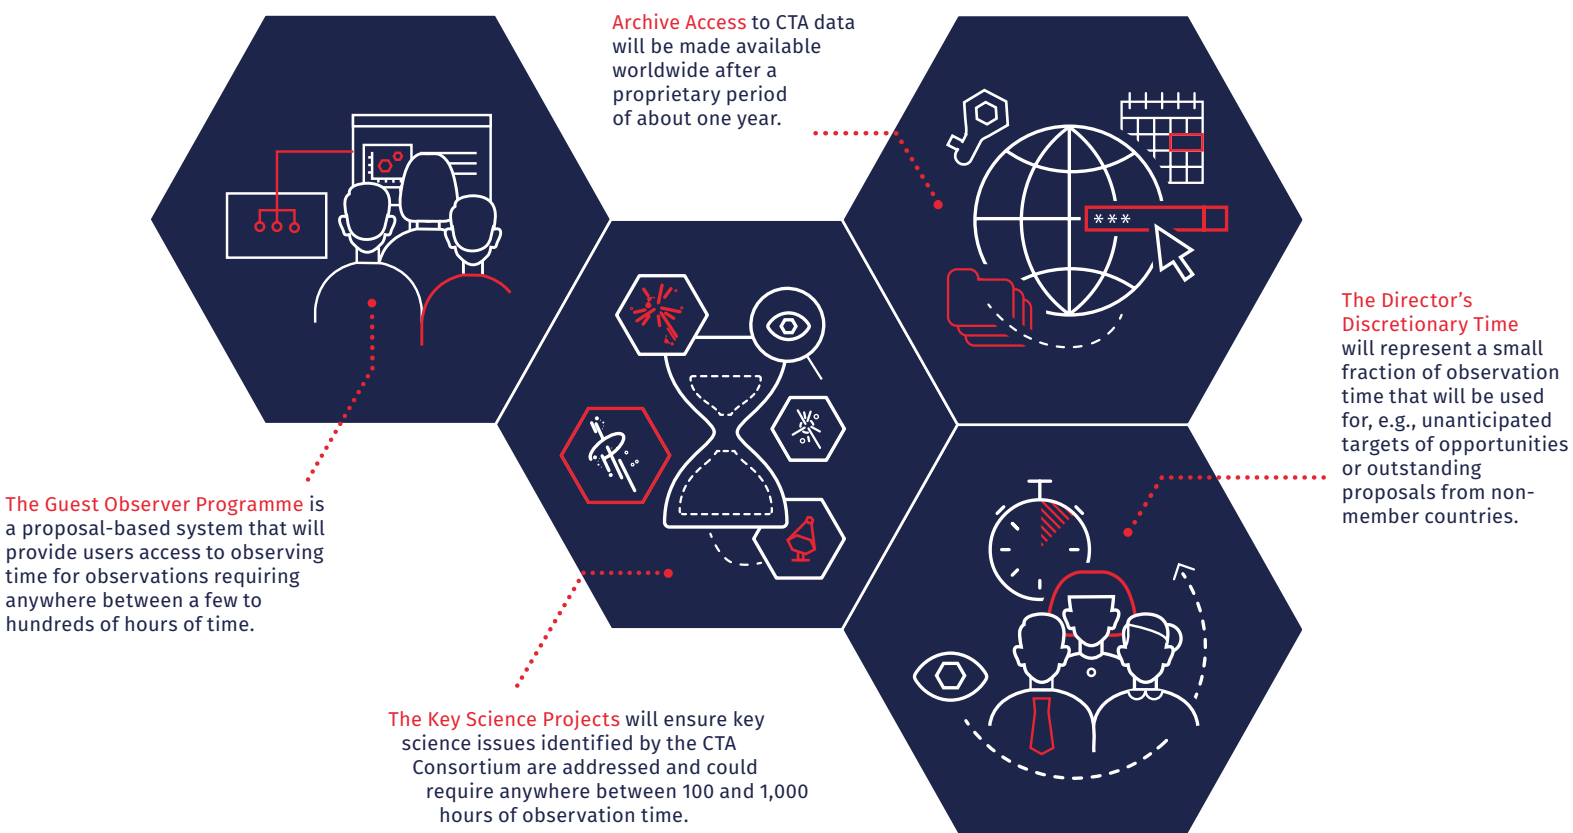 Archive Access to CTA data
will be made available
worldwide after a
proprietary period
of about one year.
***
The Director’s
Discretionary Time
will represent a small
fraction of observation
time that will be used
for, e.g., unanticipated
targets of opportunities
or outstanding
proposals from non-
member countries.
The Guest Observer Programme is
a proposal-based system that will
provide users access to observing
time for observations requiring
anywhere between a few to
hundreds of hours of time.
The Key Science Projects will ensure key
science issues identified by the CTA
Consortium are addressed and could
require anywhere between 100 and 1,000
hours of observation time.